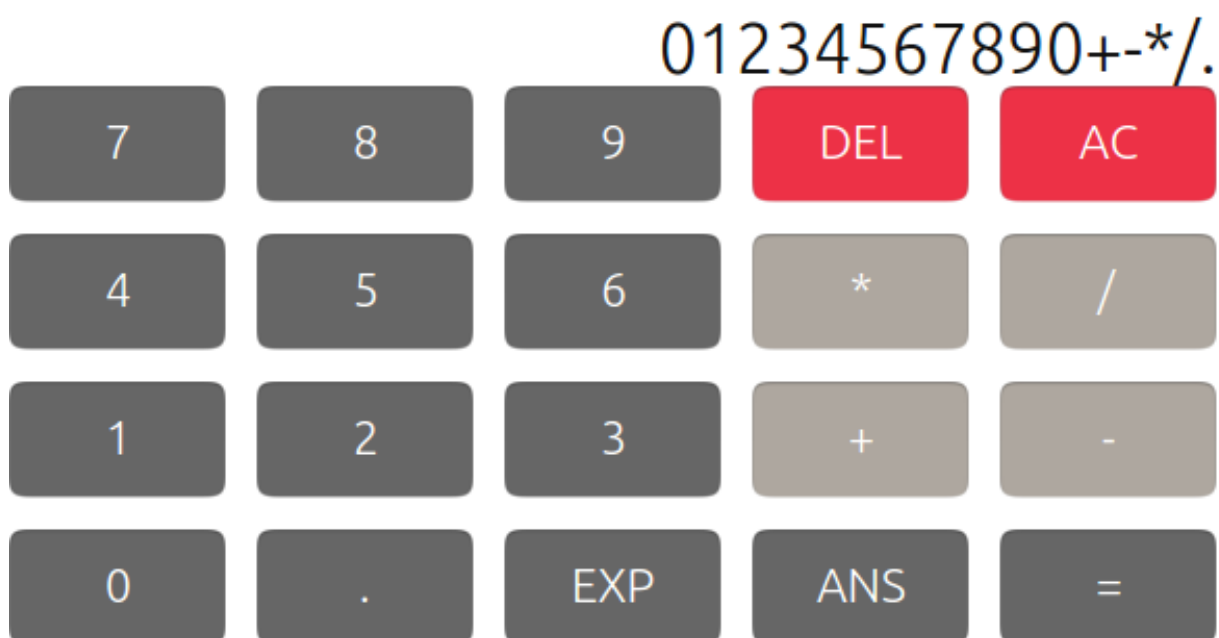 01234567890+-*/.
7 8 9 DEL AC
4 5 6 * /
1 2 3 + -
0 . EXP ANS =